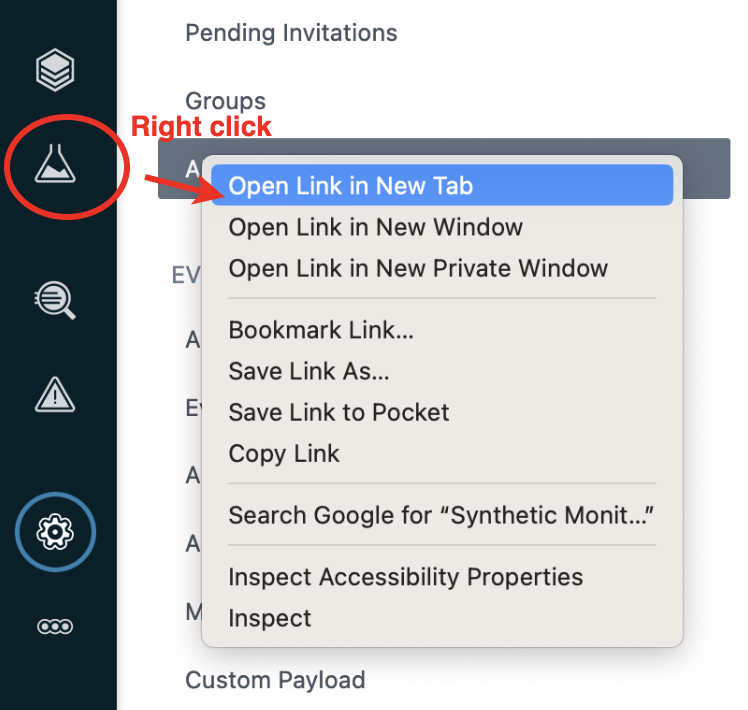 Pending Invitations
Groups
Right click
A
Open Link in New Tab
Open Link in New Window
Open Link in New Private Window
EV
Bookmark Link...
A
Save Link As...
Save Link to Pocket
Ev
Copy Link
A
Search Google for “Synthetic Monit...”
A
Inspect Accessibility Properties
M
Inspect
Custom Payload